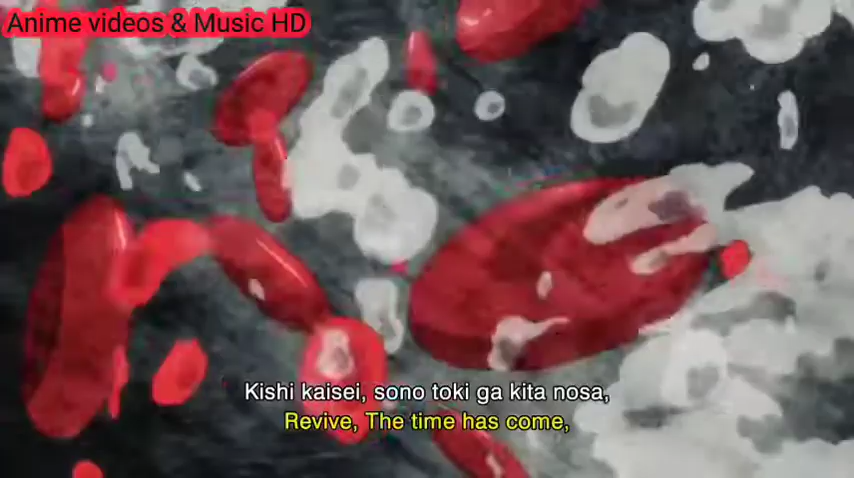 Anime videos & Music HD
Kishi kaisei, sono toki ga kita nosa,
Revive, The time has come,